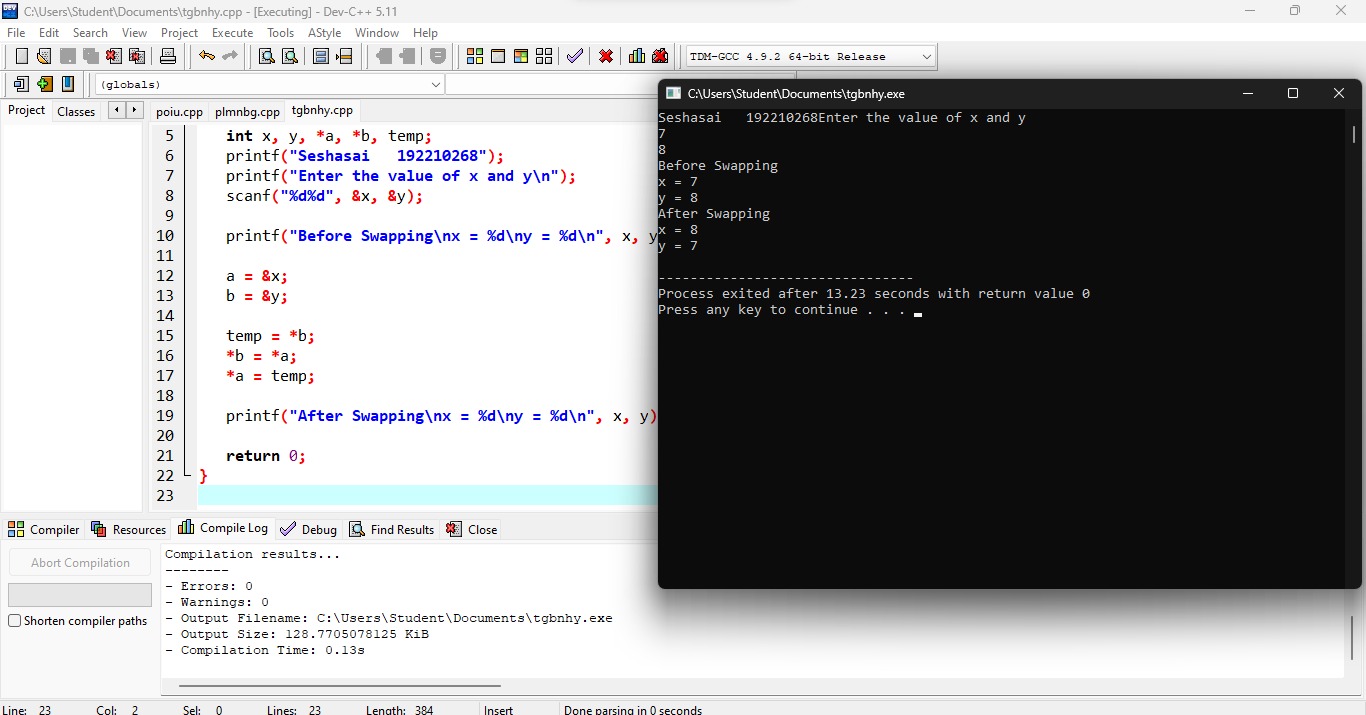 C:\Users\Student\Documents\tgbnhy.cpp - [Executing] - Dev-C++ 5.11
File Edit Search View Project Execute Tools AStyle Window Help
TDM-GCC 4.9.2 64-bit Release
(globals)
Project Classes
poiu.cpp plmnbg.cpp tgbnhy.cpp
5 int x, y, *a, *b, temp;
6 printf("Seshasai   192210268");
7 printf("Enter the value of x and y\n");
8 scanf("%d%d", &x, &y);
9
10 printf("Before Swapping\nx = %d\ny = %d\n", x, y
11
12 a = &x;
13 b = &y;
14
15 temp = *b;
16 *b = *a;
17 *a = temp;
18
19 printf("After Swapping\nx = %d\ny = %d\n", x, y)
20
21 return 0;
22 }
23
C:\Users\Student\Documents\tgbnhy.exe
Seshasai   192210268Enter the value of x and y
7
8
Before Swapping
x = 7
y = 8
After Swapping
x = 8
y = 7
--------------------------------
Process exited after 13.23 seconds with return value 0
Press any key to continue . . .
Compiler Resources Compile Log Debug Find Results Close
Abort Compilation
Shorten compiler paths
Compilation results...
--------
- Errors: 0
- Warnings: 0
- Output Filename: C:\Users\Student\Documents\tgbnhy.exe
- Output Size: 128.7705078125 KiB
- Compilation Time: 0.13s
Line: 23 Col: 2 Sel: 0 Lines: 23 Length: 384 Insert Done parsing in 0 seconds